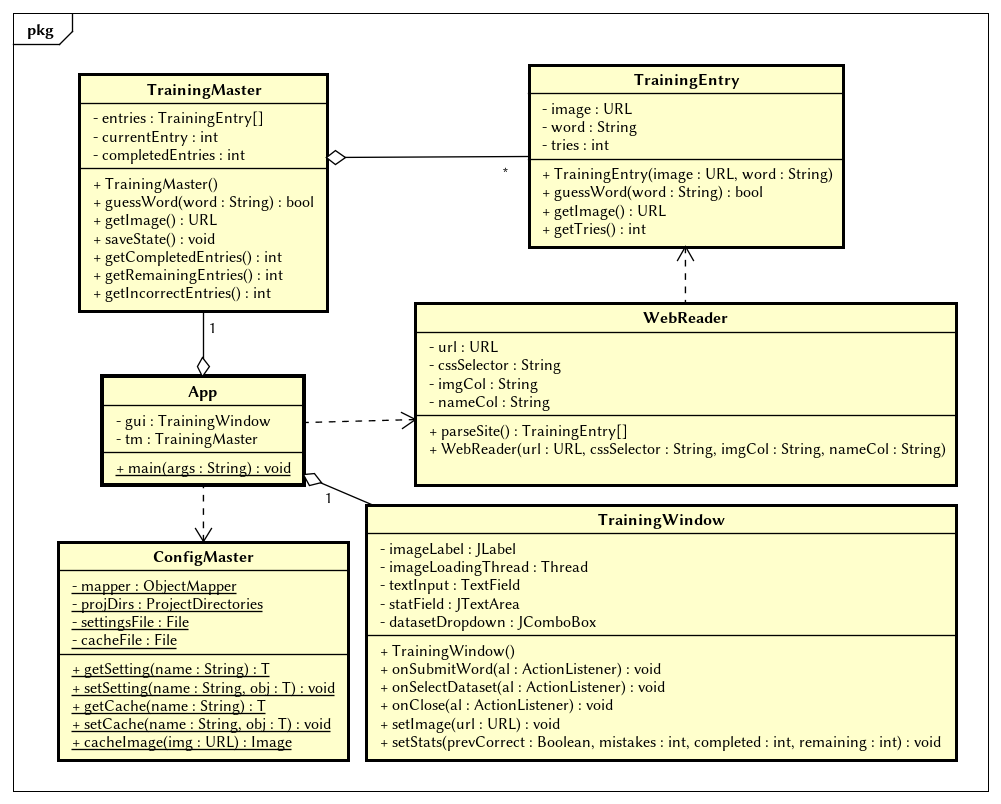 pkg
TrainingMaster
- entries : TrainingEntry[]
- currentEntry : int
- completedEntries : int
+ TrainingMaster()
+ guessWord(word : String) : bool
+ getImage() : URL
+ saveState() : void
+ getCompletedEntries() : int
+ getRemainingEntries() : int
+ getIncorrectEntries() : int
TrainingEntry
- image : URL
- word : String
- tries : int
+ TrainingEntry(image : URL, word : String)
+ guessWord(word : String) : bool
+ getImage() : URL
+ getTries() : int
*
1
WebReader
- url : URL
- cssSelector : String
- imgCol : String
- nameCol : String
+ parseSite() : TrainingEntry[]
+ WebReader(url : URL, cssSelector : String, imgCol : String, nameCol : String)
App
- gui : TrainingWindow
- tm : TrainingMaster
+ main(args : String) : void
1
TrainingWindow
- imageLabel : JLabel
- imageLoadingThread : Thread
- textInput : TextField
- statField : JTextArea
- datasetDropdown : JComboBox
+ TrainingWindow()
+ onSubmitWord(al : ActionListener) : void
+ onSelectDataset(al : ActionListener) : void
+ onClose(al : ActionListener) : void
+ setImage(url : URL) : void
+ setStats(prevCorrect : Boolean, mistakes : int, completed : int, remaining : int) : void
ConfigMaster
- mapper : ObjectMapper
- projDirs : ProjectDirectories
- settingsFile : File
- cacheFile : File
+ getSetting(name : String) : T
+ setSetting(name : String, obj : T) : void
+ getCache(name : String) : T
+ setCache(name : String, obj : T) : void
+ cacheImage(img : URL) : Image